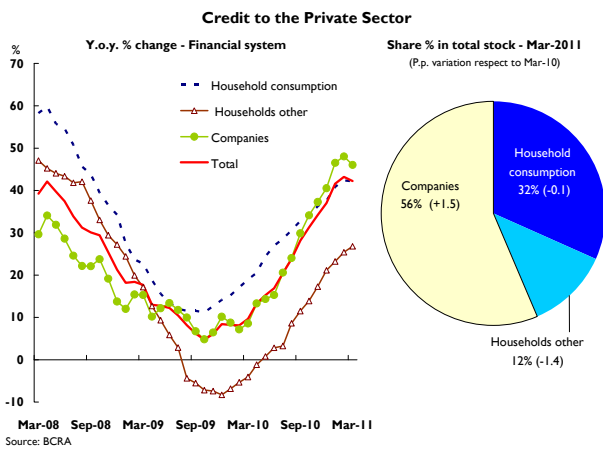 Credit to the Private Sector
Y.o.y. % change - Financial system
%
70
60
50
40
30
20
10
0
-10
Household consumption
Households other
Companies
Total
Mar-08 Sep-08 Mar-09 Sep-09 Mar-10 Sep-10 Mar-11
Source: BCRA
Share % in total stock - Mar-2011
(P.p. variation respect to Mar-10)
Household
consumption
32% (-0.1)
Companies
56% (+1.5)
Households other
12% (-1.4)